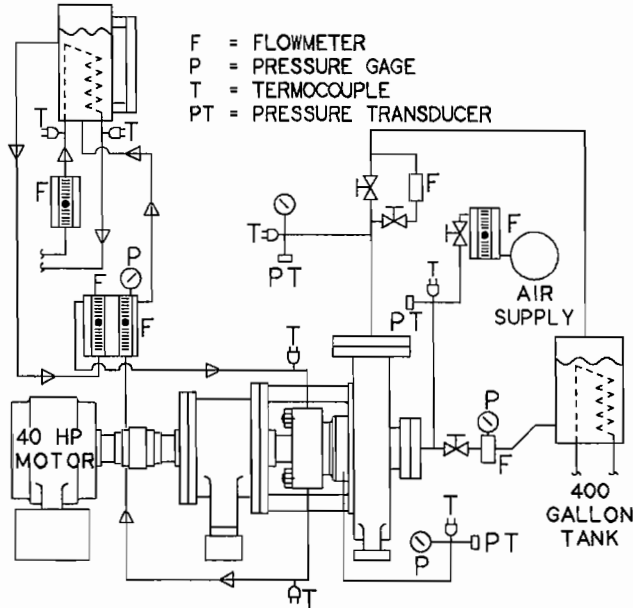 F = FLOWMETER
P = PRESSURE GAGE
T = TERMOCOUPLE
PT = PRESSURE TRANSDUCER
T
T
F
F
P
F
F
T
PT
F
T
AIR
SUPPLY
PT
T
P
F
40 HP
MOTOR
400
GALLON
TANK
T
P
PT
T